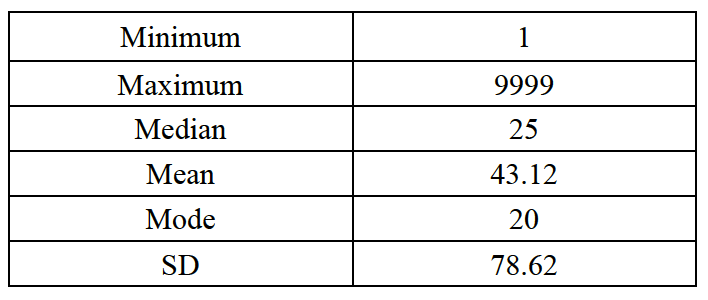 Minimum 1
Maximum 9999
Median 25
Mean 43.12
Mode 20
SD 78.62